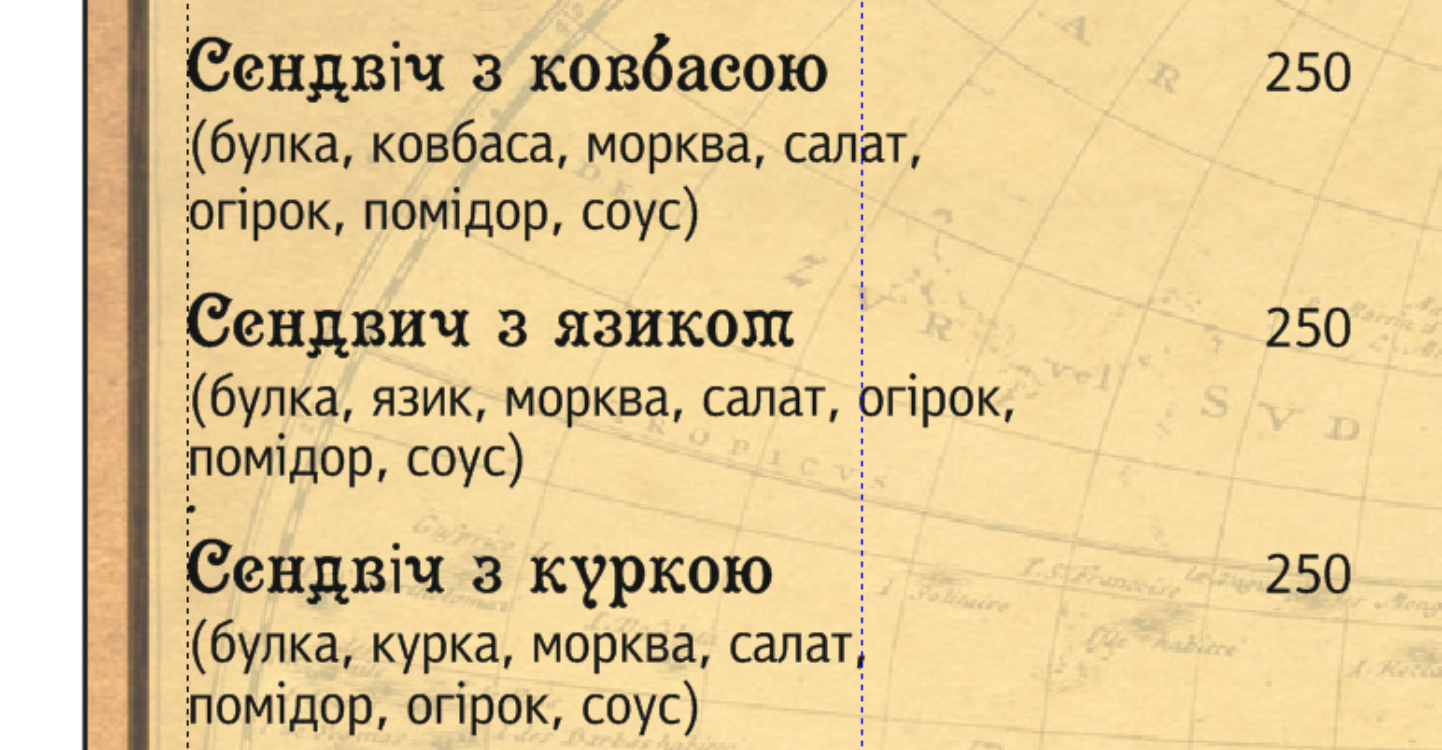 Сендвіч з ковбасою 250
(булка, ковбаса, морква, салат,
огірок, помідор, соус)
Сендвич з язиком 250
(булка, язик, морква, салат, огірок,
помідор, соус)
.
Сендвіч з куркою 250
(булка, курка, морква, салат,
помідор, огірок, соус)